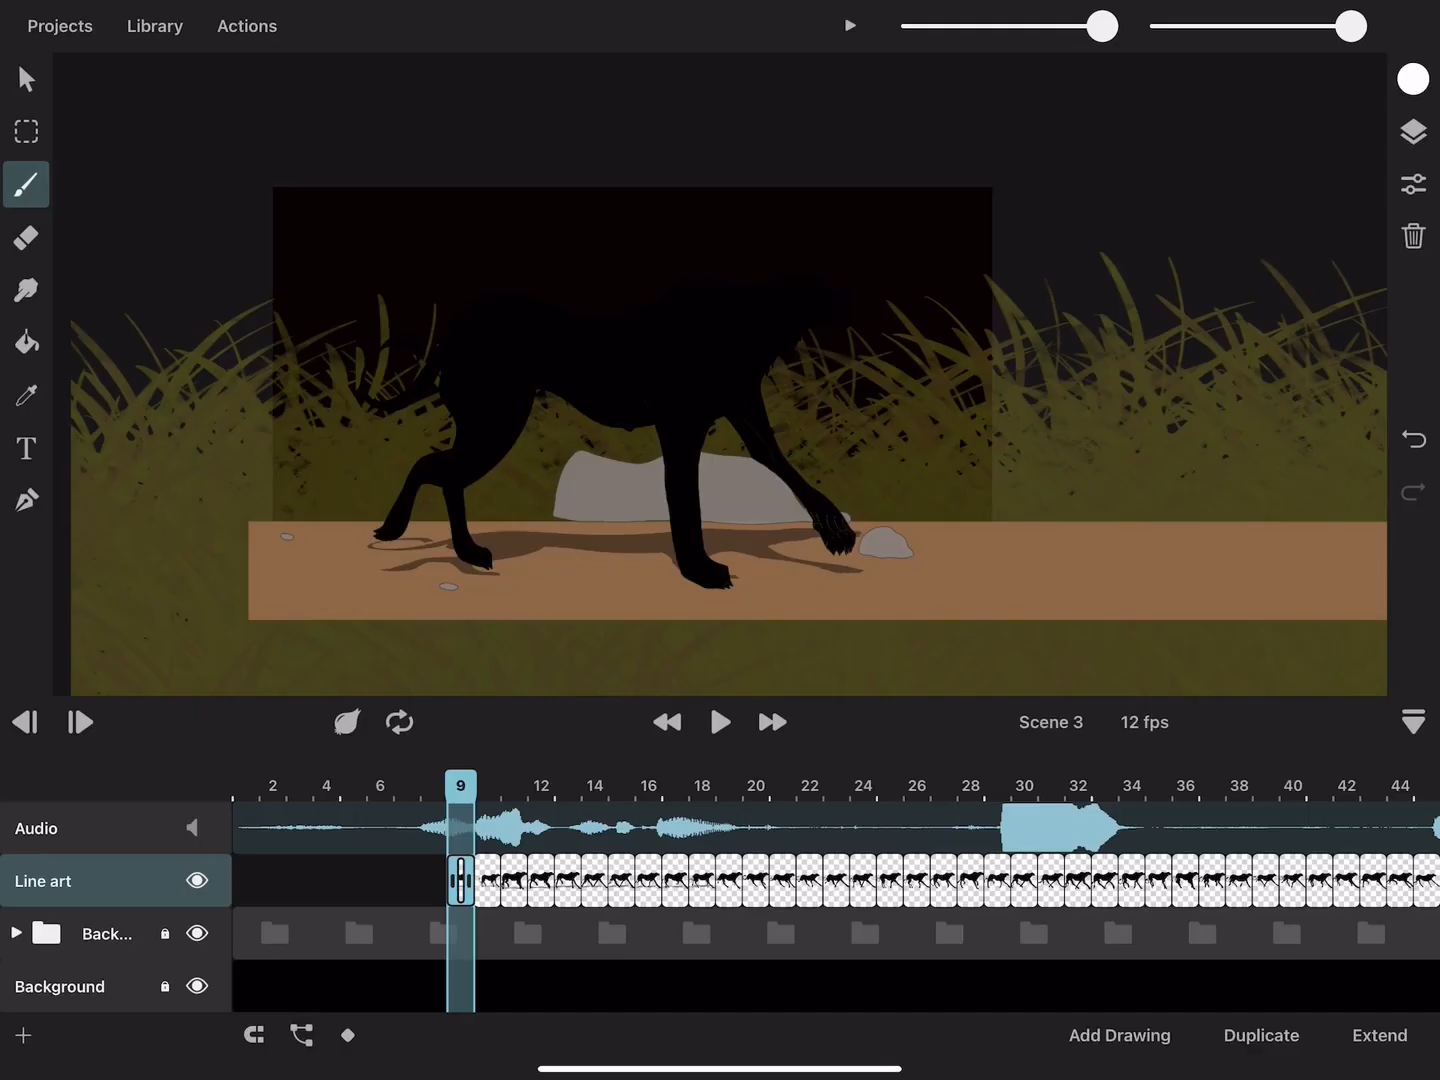 Projects Library Actions
T
Scene 3 12 fps
2 4 6 9 12 14 16 18 20 22 24 26 28 30 32 34 36 38 40 42 44
Audio
Line art
Back...
Background
Add Drawing Duplicate Extend